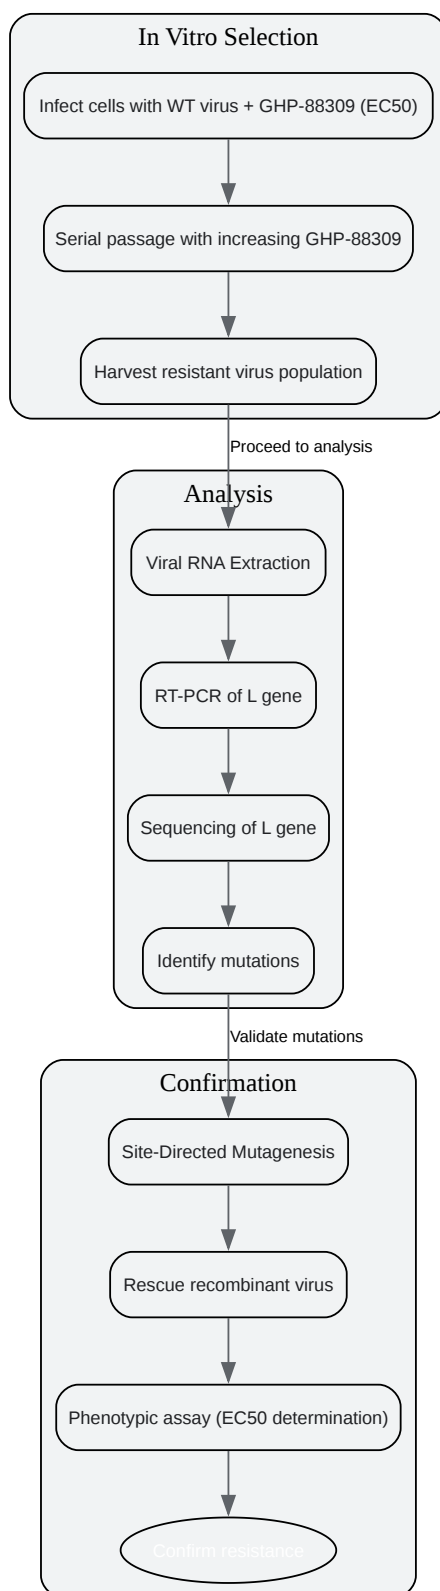 In Vitro Selection
Infect cells with WT virus + GHP-88309 (EC50)
Serial passage with increasing GHP-88309
Harvest resistant virus population
Proceed to analysis
Analysis
Viral RNA Extraction
RT-PCR of L gene
Sequencing of L gene
Identify mutations
Validate mutations
Confirmation
Site-Directed Mutagenesis
Rescue recombinant virus
Phenotypic assay (EC50 determination)
Confirm resistance